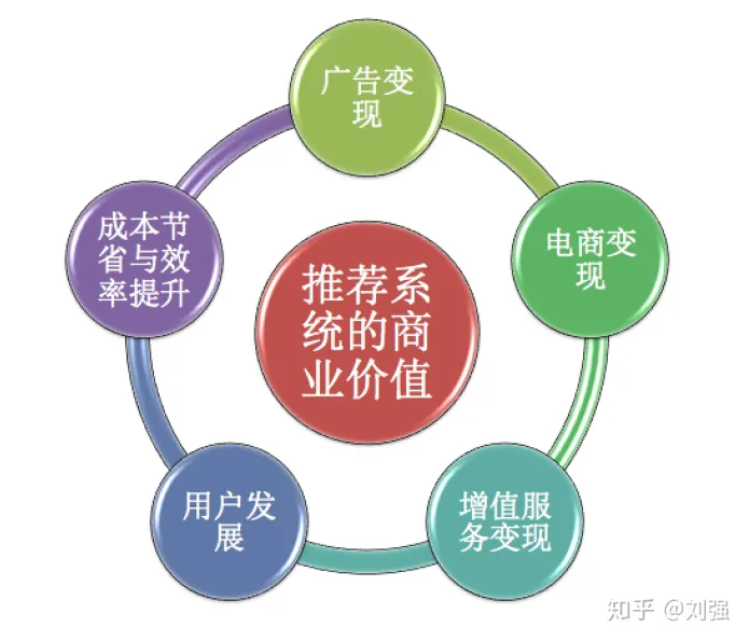 广告变
现
成本节
省与效
率提升
电商变
现
推荐系
统的商
业价值
用户发
展
增值服
务变现
知乎 @刘强